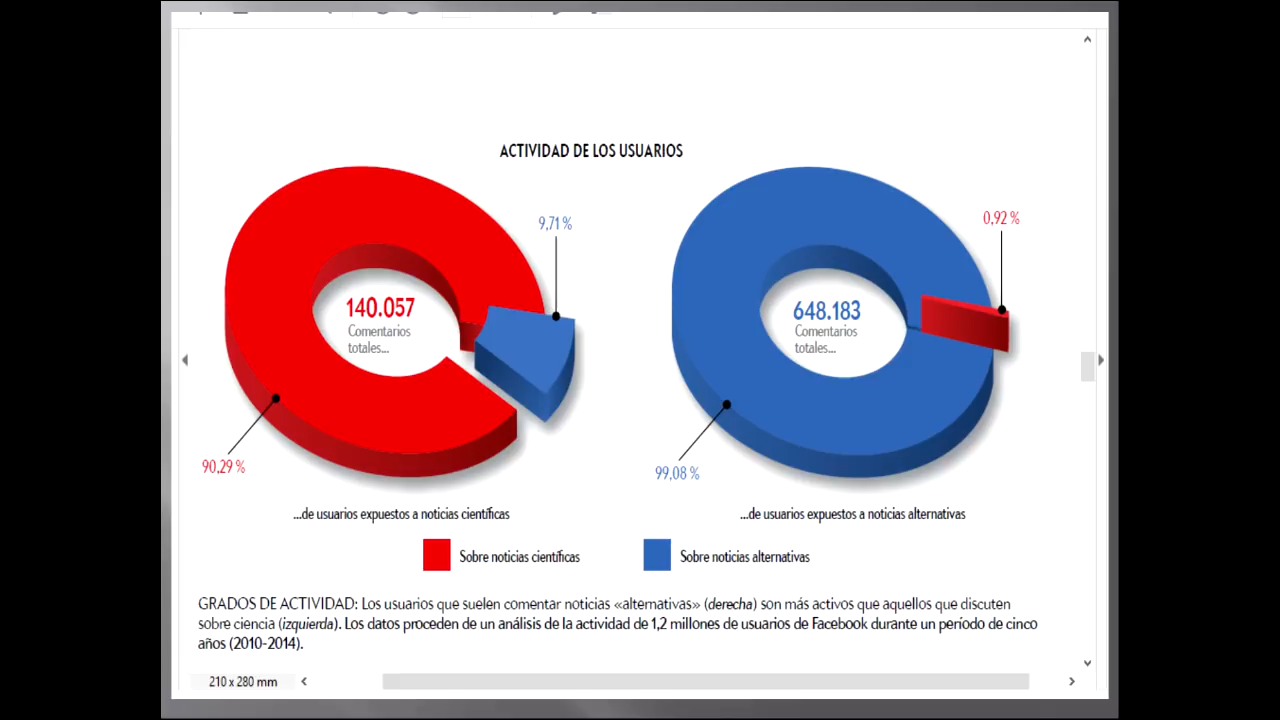 ACTIVIDAD DE LOS USUARIOS
9,71 %
0,92 %
140.057
Comentarios
totales...
648.183
Comentarios
totales...
90,29 %
99,08 %
...de usuarios expuestos a noticias científicas
...de usuarios expuestos a noticias alternativas
Sobre noticias científicas
Sobre noticias alternativas
GRADOS DE ACTIVIDAD: Los usuarios que suelen comentar noticias «alternativas» (derecha) son más activos que aquellos que discuten
sobre ciencia (izquierda). Los datos proceden de un análisis de la actividad de 1,2 millones de usuarios de Facebook durante un período de cinco
años (2010-2014).
210 x 280 mm